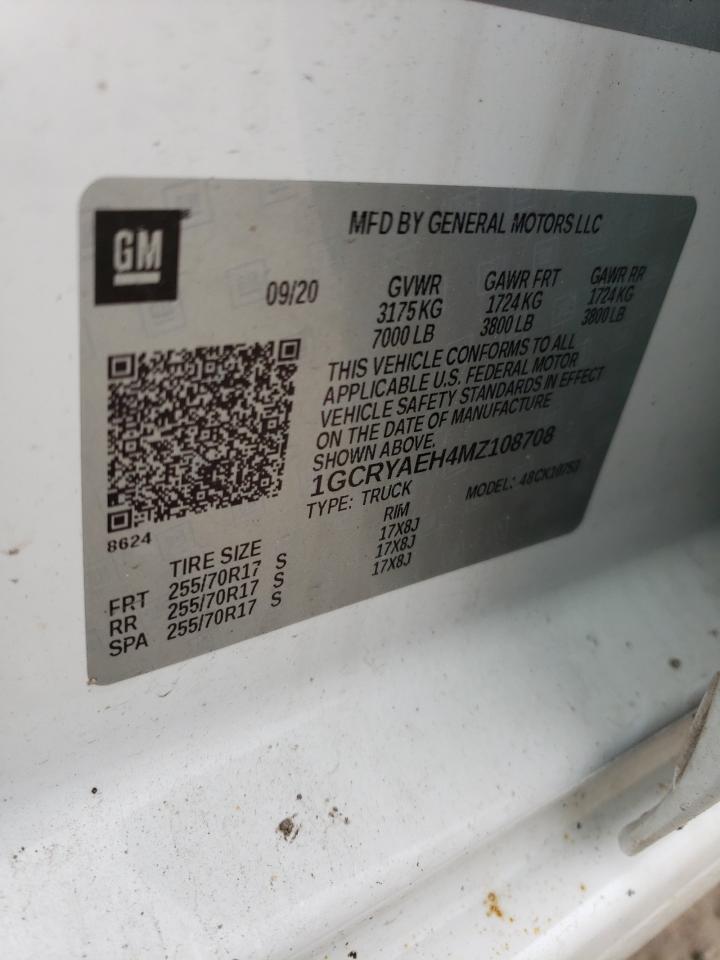 GM
MFD BY GENERAL MOTORS LLC
09/20
GVWR GAWR FRT GAWR RR
3175 KG 1724 KG 1724 KG
7000 LB 3800 LB 3800 LB
THIS VEHICLE CONFORMS TO ALL
APPLICABLE U.S. FEDERAL MOTOR
VEHICLE SAFETY STANDARDS IN EFFECT
ON THE DATE OF MANUFACTURE
SHOWN ABOVE.
1GCRYAEH4MZ108708
TYPE: TRUCK MODEL:
8624
TIRE SIZE RIM
FRT 255/70R17 S 17X8J
RR 255/70R17 S 17X8J
SPA 255/70R17 S 17X8J